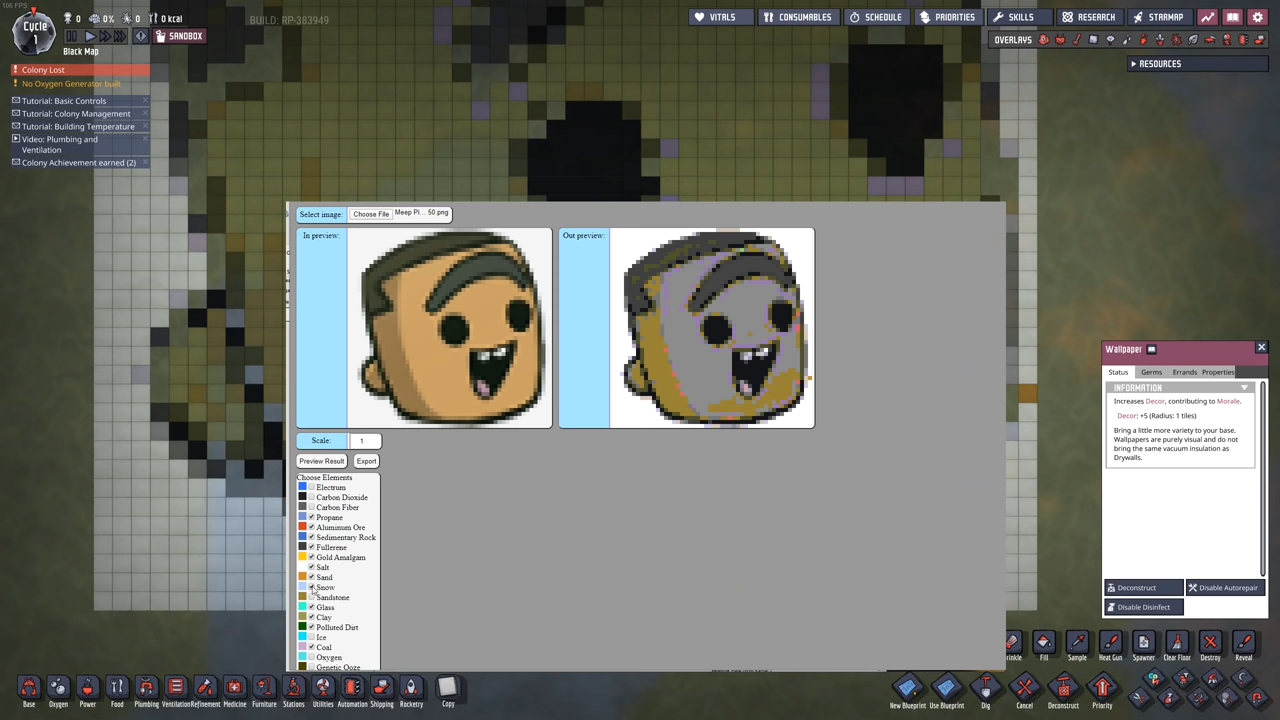 106 FPS
Cycle
1
0
0%
0
0 kcal
BUILD: RP-383949
SANDBOX
Black Map
VITALS
CONSUMABLES
SCHEDULE
PRIORITIES
SKILLS
RESEARCH
STARMAP
OVERLAYS
RESOURCES
Colony Lost
No Oxygen Generator built
Tutorial: Basic Controls
Tutorial: Colony Management
Tutorial: Building Temperature
Video: Plumbing and
Ventilation
Colony Achievement earned (2)
Select image:
Choose File
Meep Pi... 50.png
In preview:
Out preview:
Scale:
1
Preview Result
Export
Choose Elements
Electrum
Carbon Dioxide
Carbon Fiber
Propane
Aluminum Ore
Sedimentary Rock
Fullerene
Gold Amalgam
Salt
Sand
Snow
Sandstone
Glass
Clay
Polluted Dirt
Ice
Coal
Oxygen
Genetic Ooze
Wallpaper
Status
Germs
Errands
Properties
INFORMATION
Increases Decor, contributing to Morale.
Decor: +5 (Radius: 1 tiles)
Bring a little more variety to your base.
Wallpapers are purely visual and do not
bring the same vacuum insulation as
Drywalls.
Deconstruct
Disable Autorepair
Disable Disinfect
Fill
Sample
Heat Gun
Spawner
Clear Floor
Destroy
Reveal
Base
Oxygen
Power
Food
Plumbing
Ventilation
Refinement
Medicine
Furniture
Stations
Utilities
Automation
Shipping
Rocketry
Copy
New Blueprint
Use Blueprint
Dig
Cancel
Deconstruct
Priority